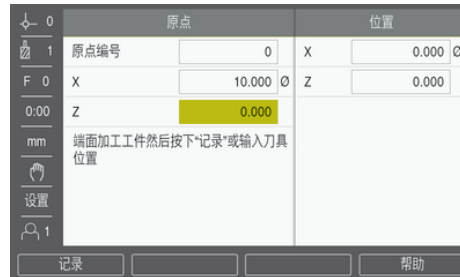 0 原点 位置
1 原点编号 0 X 0.000 Ø
F 0 X 10.000 Ø Z 0.000
0:00 Z 0.000
mm 端面加工工件然后按下“记录”或输入刀具
位置
设置
1
记录 帮助